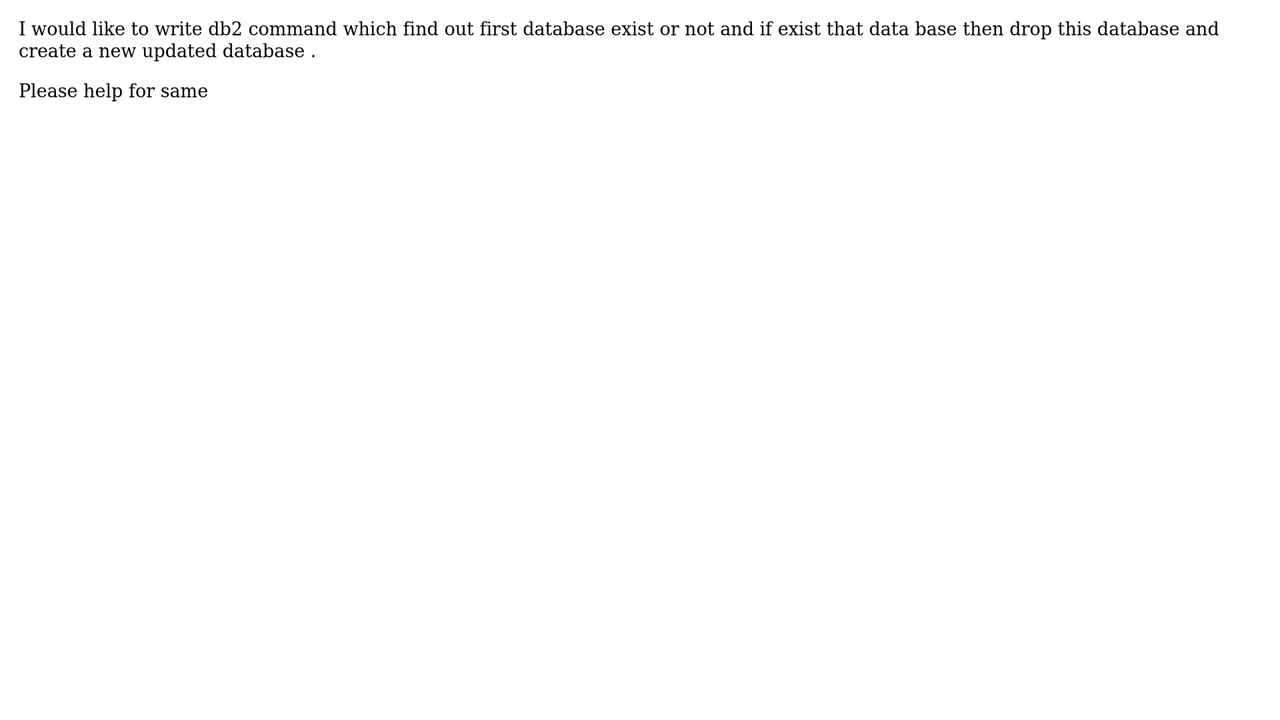 I would like to write db2 command which find out first database exist or not and if exist that data base then drop this database and
create a new updated database .
Please help for same